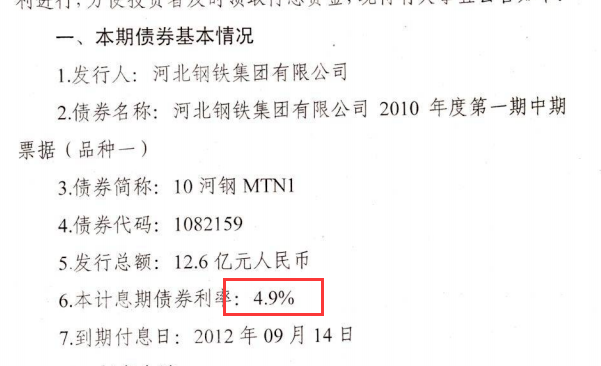 一、本期债券基本情况
1.发行人：河北钢铁集团有限公司
2.债券名称：河北钢铁集团有限公司 2010 年度第一期中期
票据（品种一）
3.债券简称：10 河钢 MTN1
4.债券代码：1082159
5.发行总额：12.6 亿元人民币
6.本计息期债券利率：4.9%
7.到期付息日：2012 年 09 月 14 日